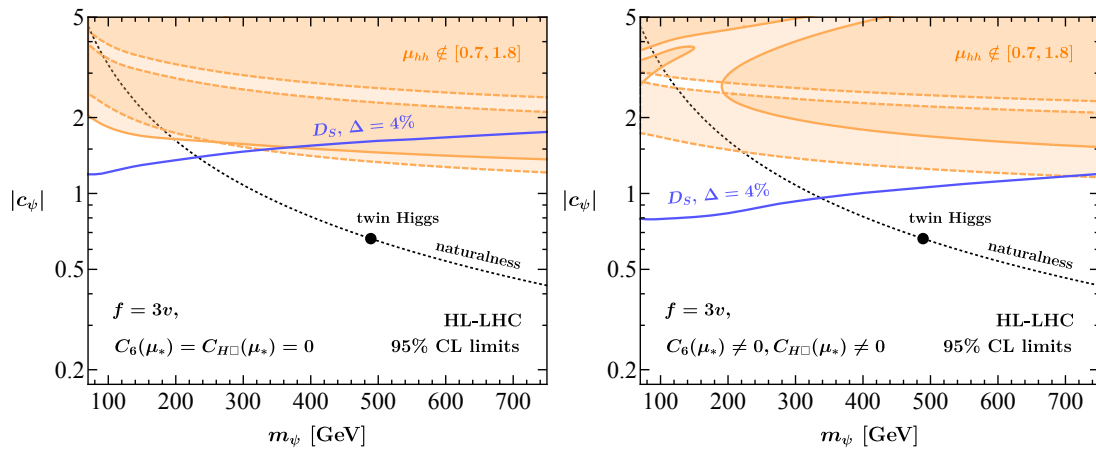 5
2
1
0.5
0.2
|c_ψ|
μ_hh ∉ [0.7, 1.8]
D_S, Δ = 4%
twin Higgs
naturalness
f = 3v,
HL-LHC
C_6(μ_*) = C_H□(μ_*) = 0
95% CL limits
100 200 300 400 500 600 700
m_ψ [GeV]
5
2
1
0.5
0.2
|c_ψ|
μ_hh ∉ [0.7, 1.8]
D_S, Δ = 4%
twin Higgs
naturalness
f = 3v,
HL-LHC
C_6(μ_*) ≠ 0, C_H□(μ_*) ≠ 0
95% CL limits
100 200 300 400 500 600 700
m_ψ [GeV]